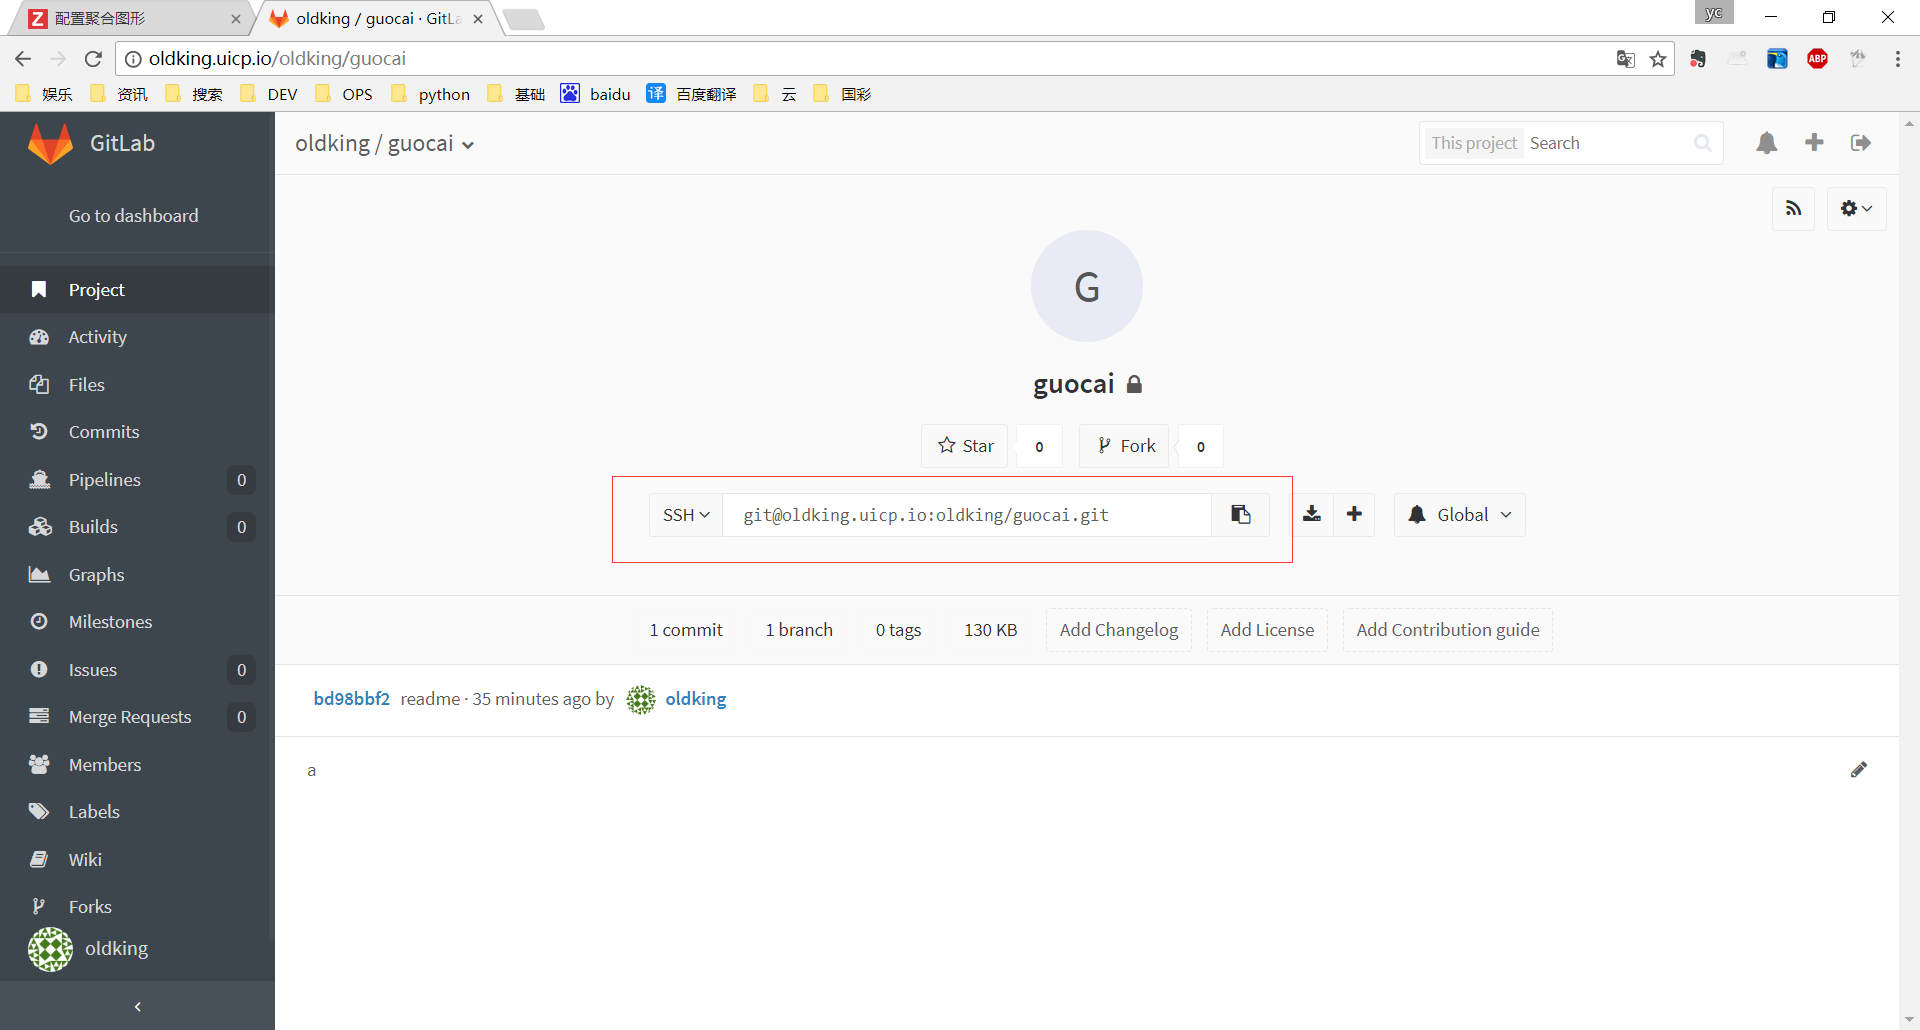 配置聚合图形
oldking / guocai · GitLa
yc
oldking.uicp.io/oldking/guocai
娱乐 资讯 搜索 DEV OPS python 基础 baidu 译 百度翻译 云 国彩
GitLab
oldking / guocai
This project Search
Go to dashboard
Project
Activity
Files
Commits
Pipelines 0
Builds 0
Graphs
Milestones
Issues 0
Merge Requests 0
Members
Labels
Wiki
Forks
oldking
G
guocai
Star 0 Fork 0
SSH git@oldking.uicp.io:oldking/guocai.git Global
1 commit 1 branch 0 tags 130 KB Add Changelog Add License Add Contribution guide
bd98bbf2 readme · 35 minutes ago by oldking
a
Z
ABP